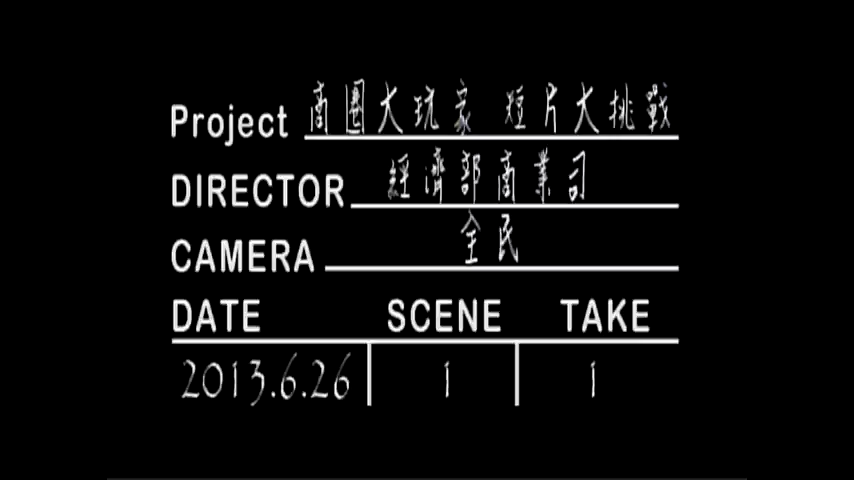 Project 商圈大玩家 短片大挑戰
DIRECTOR 經濟部商業司
CAMERA 全民
DATE SCENE TAKE
2013.6.26 1 1